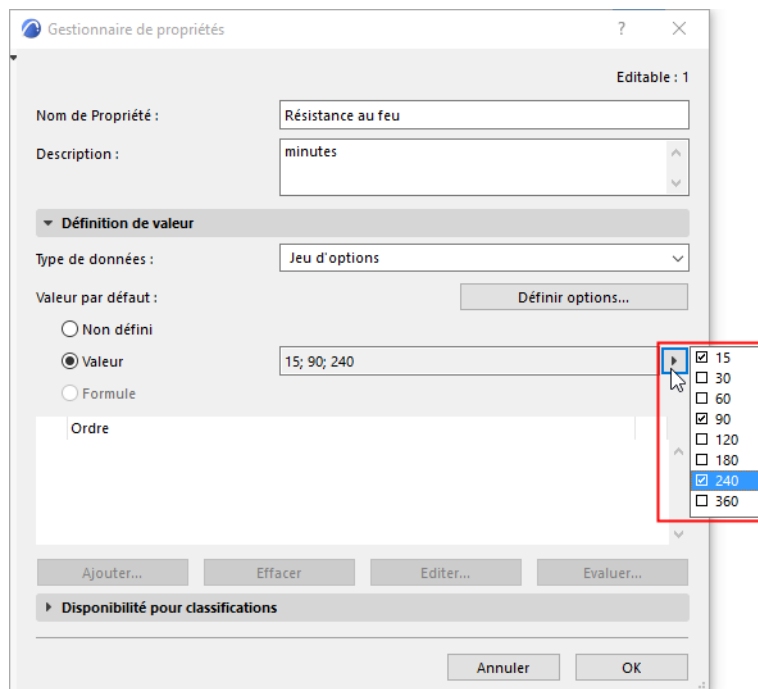 Gestionnaire de propriétés ?
Editable : 1
Nom de Propriété : Résistance au feu
Description : minutes
Définition de valeur
Type de données : Jeu d'options
Valeur par défaut : Définir options...
Non défini
Valeur 15; 90; 240
Formule
15
30
60
90
120
180
240
360
Ordre
Ajouter... Effacer Editer... Evaluer...
Disponibilité pour classifications
Annuler OK